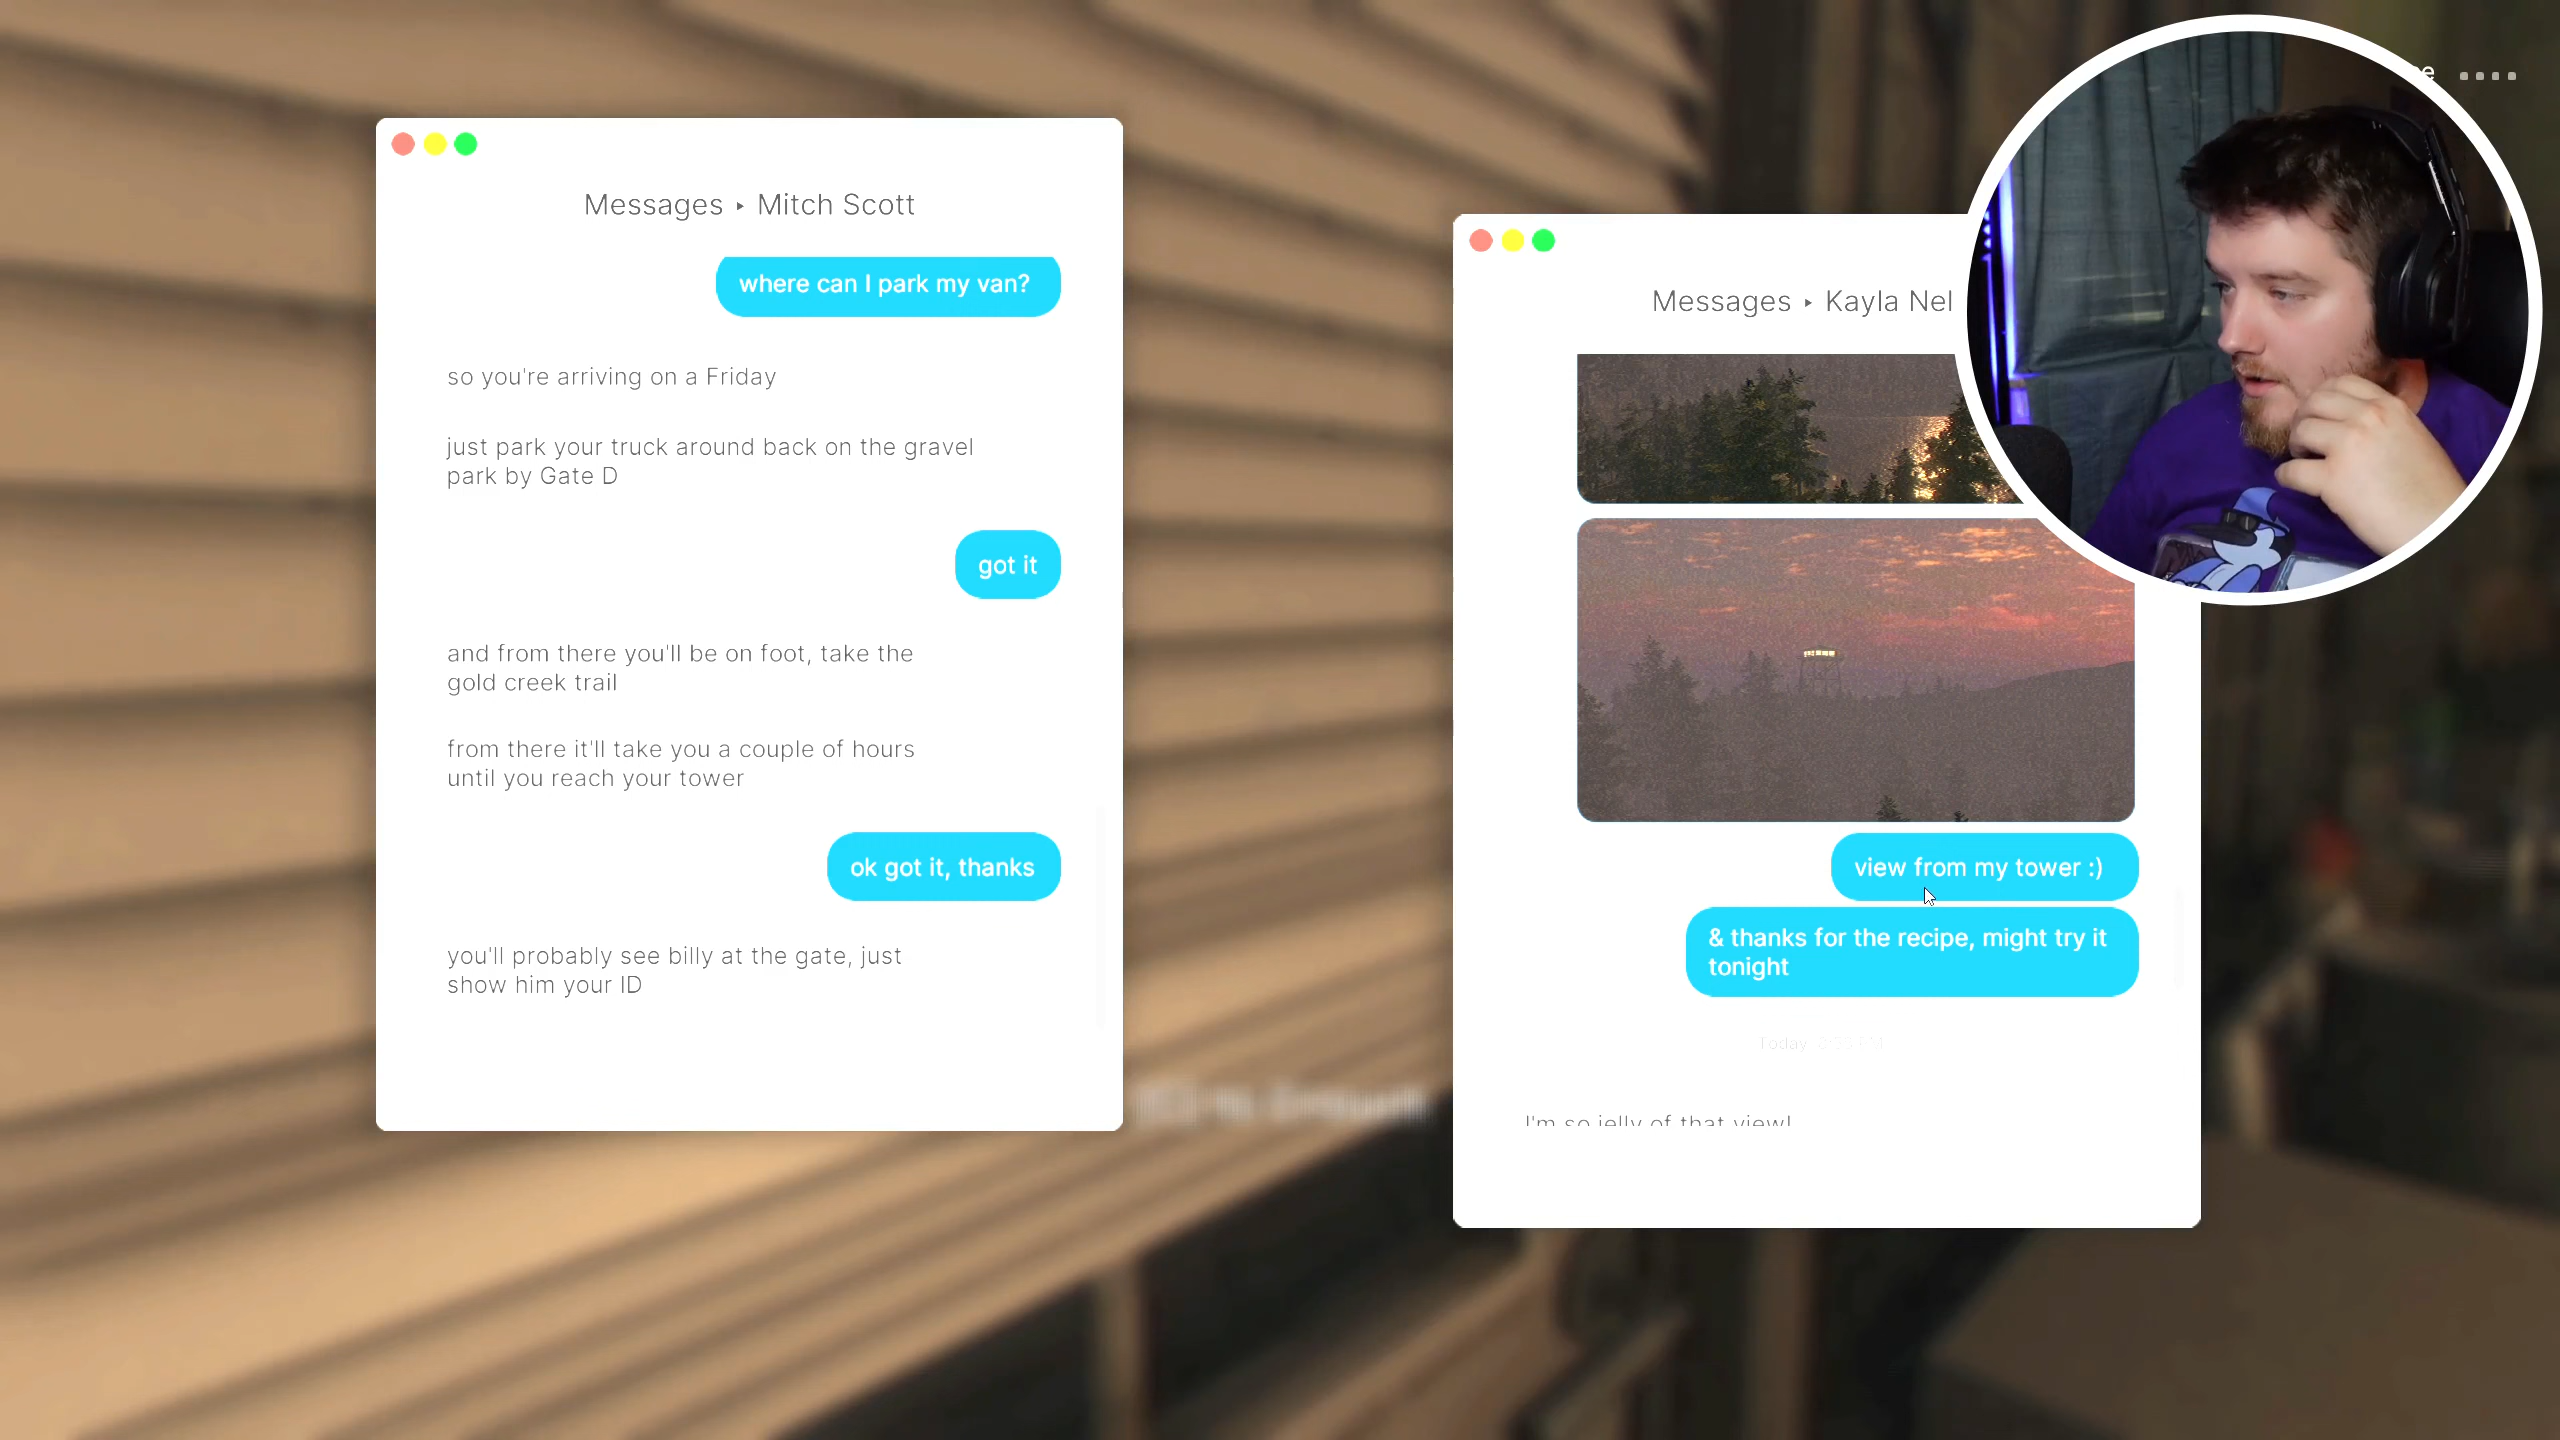 Messages ▸ Mitch Scott
where can I park my van?
so you're arriving on a Friday
just park your truck around back on the gravel
park by Gate D
got it
and from there you'll be on foot, take the
gold creek trail
from there it'll take you a couple of hours
until you reach your tower
ok got it, thanks
you'll probably see billy at the gate, just
show him your ID
Messages ▸ Kayla Nel
view from my tower :)
& thanks for the recipe, might try it
tonight
Today
I'm so jelly of that view!